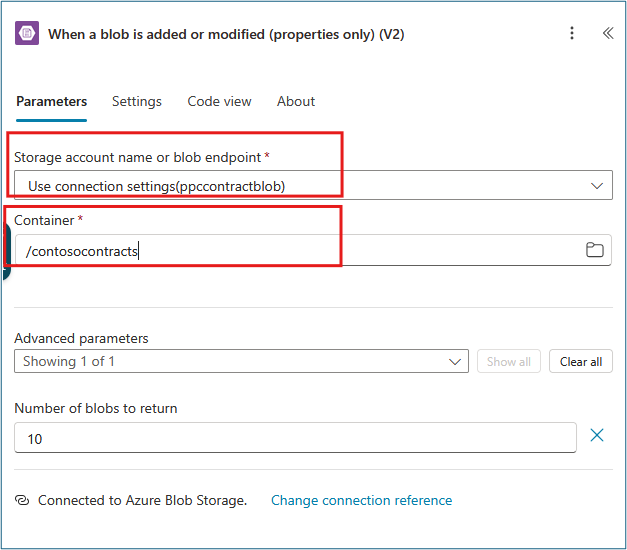 When a blob is added or modified (properties only) (V2)
Parameters Settings Code view About
Storage account name or blob endpoint *
Use connection settings(ppccontractblob)
Container *
/contosocontracts
Advanced parameters
Showing 1 of 1 Show all Clear all
Number of blobs to return
10
Connected to Azure Blob Storage. Change connection reference